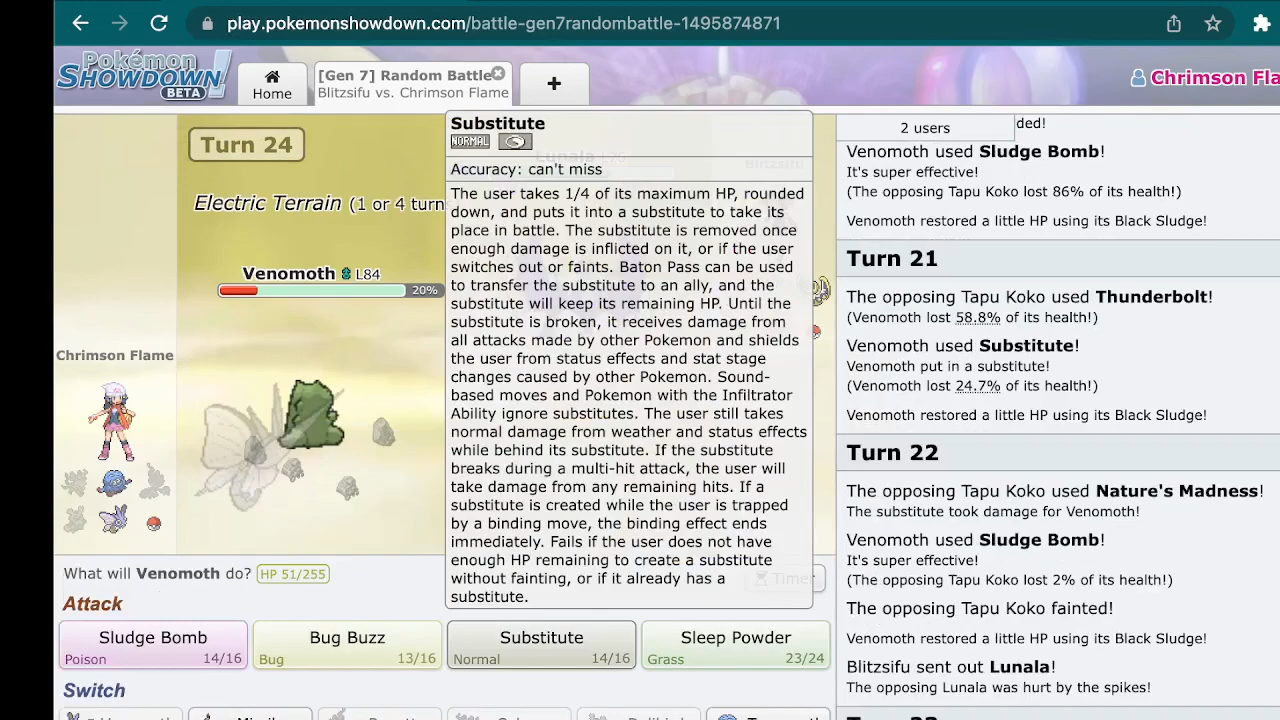 play.pokemonshowdown.com/battle-gen7randombattle-1495874871
Pokémon
SHOWDOWN!
BETA
Home
[Gen 7] Random Battle
Blitzsifu vs. Chrimson Flame
+
Chrimson Fla
Turn 24
Electric Terrain (1 or 4 turn
Venomoth L84
20%
Chrimson Flame
Substitute
NORMAL
Accuracy: can't miss
The user takes 1/4 of its maximum HP, rounded
down, and puts it into a substitute to take its
place in battle. The substitute is removed once
enough damage is inflicted on it, or if the user
switches out or faints. Baton Pass can be used
to transfer the substitute to an ally, and the
substitute will keep its remaining HP. Until the
substitute is broken, it receives damage from
all attacks made by other Pokemon and shields
the user from status effects and stat stage
changes caused by other Pokemon. Sound-
based moves and Pokemon with the Infiltrator
Ability ignore substitutes. The user still takes
normal damage from weather and status effects
while behind its substitute. If the substitute
breaks during a multi-hit attack, the user will
take damage from any remaining hits. If a
substitute is created while the user is trapped
by a binding move, the binding effect ends
immediately. Fails if the user does not have
enough HP remaining to create a substitute
without fainting, or if it already has a
substitute.
Lunala L76
Blitzsifu
Timer
What will Venomoth do? HP 51/255
Attack
Sludge Bomb
Poison 14/16
Bug Buzz
Bug 13/16
Substitute
Normal 14/16
Sleep Powder
Grass 23/24
Switch
2 users
ded!
Venomoth used Sludge Bomb!
It's super effective!
(The opposing Tapu Koko lost 86% of its health!)
Venomoth restored a little HP using its Black Sludge!
Turn 21
The opposing Tapu Koko used Thunderbolt!
(Venomoth lost 58.8% of its health!)
Venomoth used Substitute!
Venomoth put in a substitute!
(Venomoth lost 24.7% of its health!)
Venomoth restored a little HP using its Black Sludge!
Turn 22
The opposing Tapu Koko used Nature's Madness!
The substitute took damage for Venomoth!
Venomoth used Sludge Bomb!
It's super effective!
(The opposing Tapu Koko lost 2% of its health!)
The opposing Tapu Koko fainted!
Venomoth restored a little HP using its Black Sludge!
Blitzsifu sent out Lunala!
The opposing Lunala was hurt by the spikes!